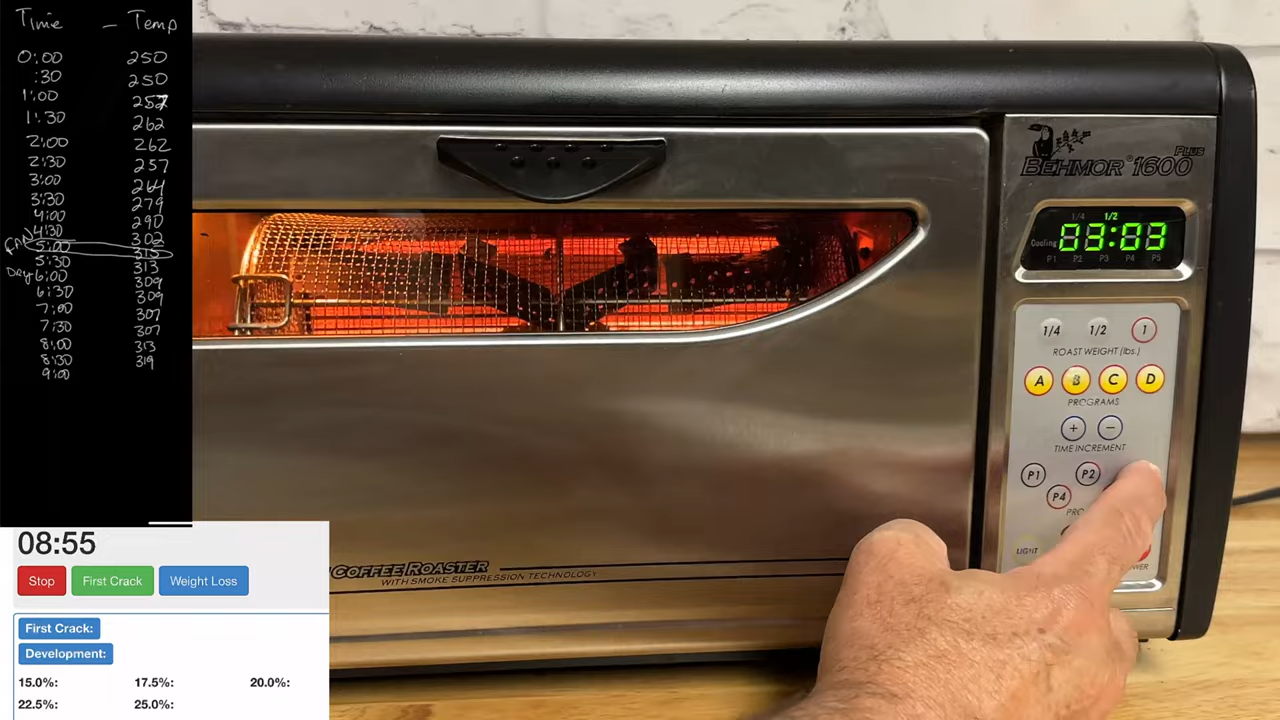 Time - Temp
0:00 250
:30 250
1:00 257
1:30 262
2:00 262
2:30 257
3:00 264
3:30 279
4:00 290
4:30 302
FAN 5:00 315
5:30 313
Dry 6:00 309
6:30 309
7:00 307
7:30 307
8:00 313
8:30 319
9:00
08:55
Stop First Crack Weight Loss
First Crack:
Development:
15.0%: 17.5%: 20.0%:
22.5%: 25.0%:
COFFEE ROASTER
WITH SMOKE SUPPRESSION TECHNOLOGY
BEHMOR® 1600 PLUS
1/4 1/2
Cooling 03:03
P1 P2 P3 P4 P5
1/4 1/2 1
ROAST WEIGHT (lbs.)
A B C D
PROGRAMS
+ -
TIME INCREMENT
P1 P2
P4
PRO
LIGHT